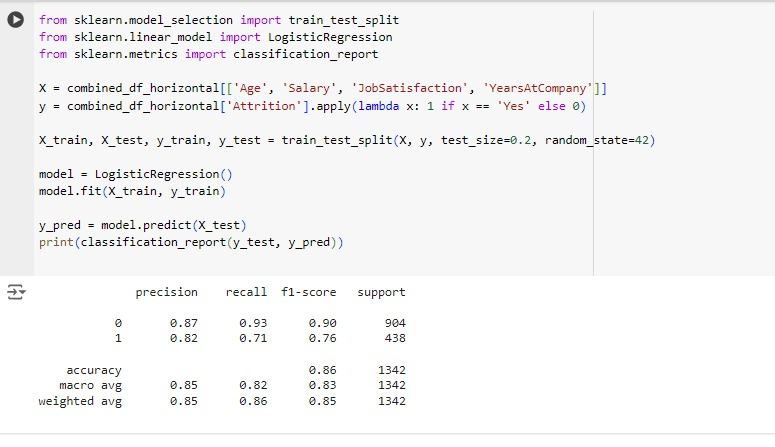 from sklearn.model_selection import train_test_split
from sklearn.linear_model import LogisticRegression
from sklearn.metrics import classification_report
X = combined_df_horizontal[['Age', 'Salary', 'JobSatisfaction', 'YearsAtCompany']]
y = combined_df_horizontal['Attrition'].apply(lambda x: 1 if x == 'Yes' else 0)
X_train, X_test, y_train, y_test = train_test_split(X, y, test_size=0.2, random_state=42)
model = LogisticRegression()
model.fit(X_train, y_train)
y_pred = model.predict(X_test)
print(classification_report(y_test, y_pred))
precision recall f1-score support
0 0.87 0.93 0.90 904
1 0.82 0.71 0.76 438
accuracy 0.86 1342
macro avg 0.85 0.82 0.83 1342
weighted avg 0.85 0.86 0.85 1342